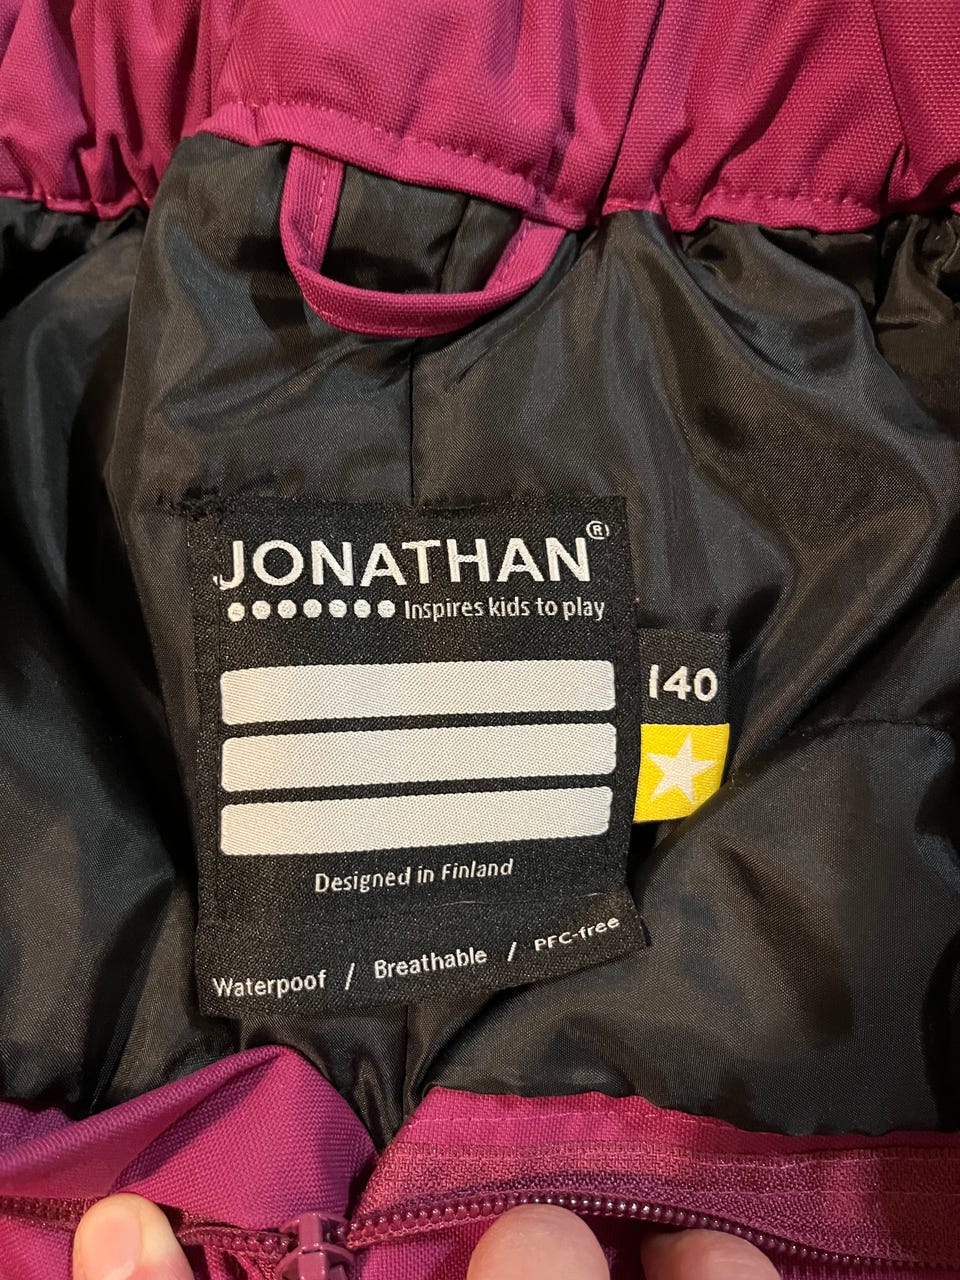 JONATHAN®
Inspires kids to play
140
Designed in Finland
Waterpoof / Breathable / PFC-free